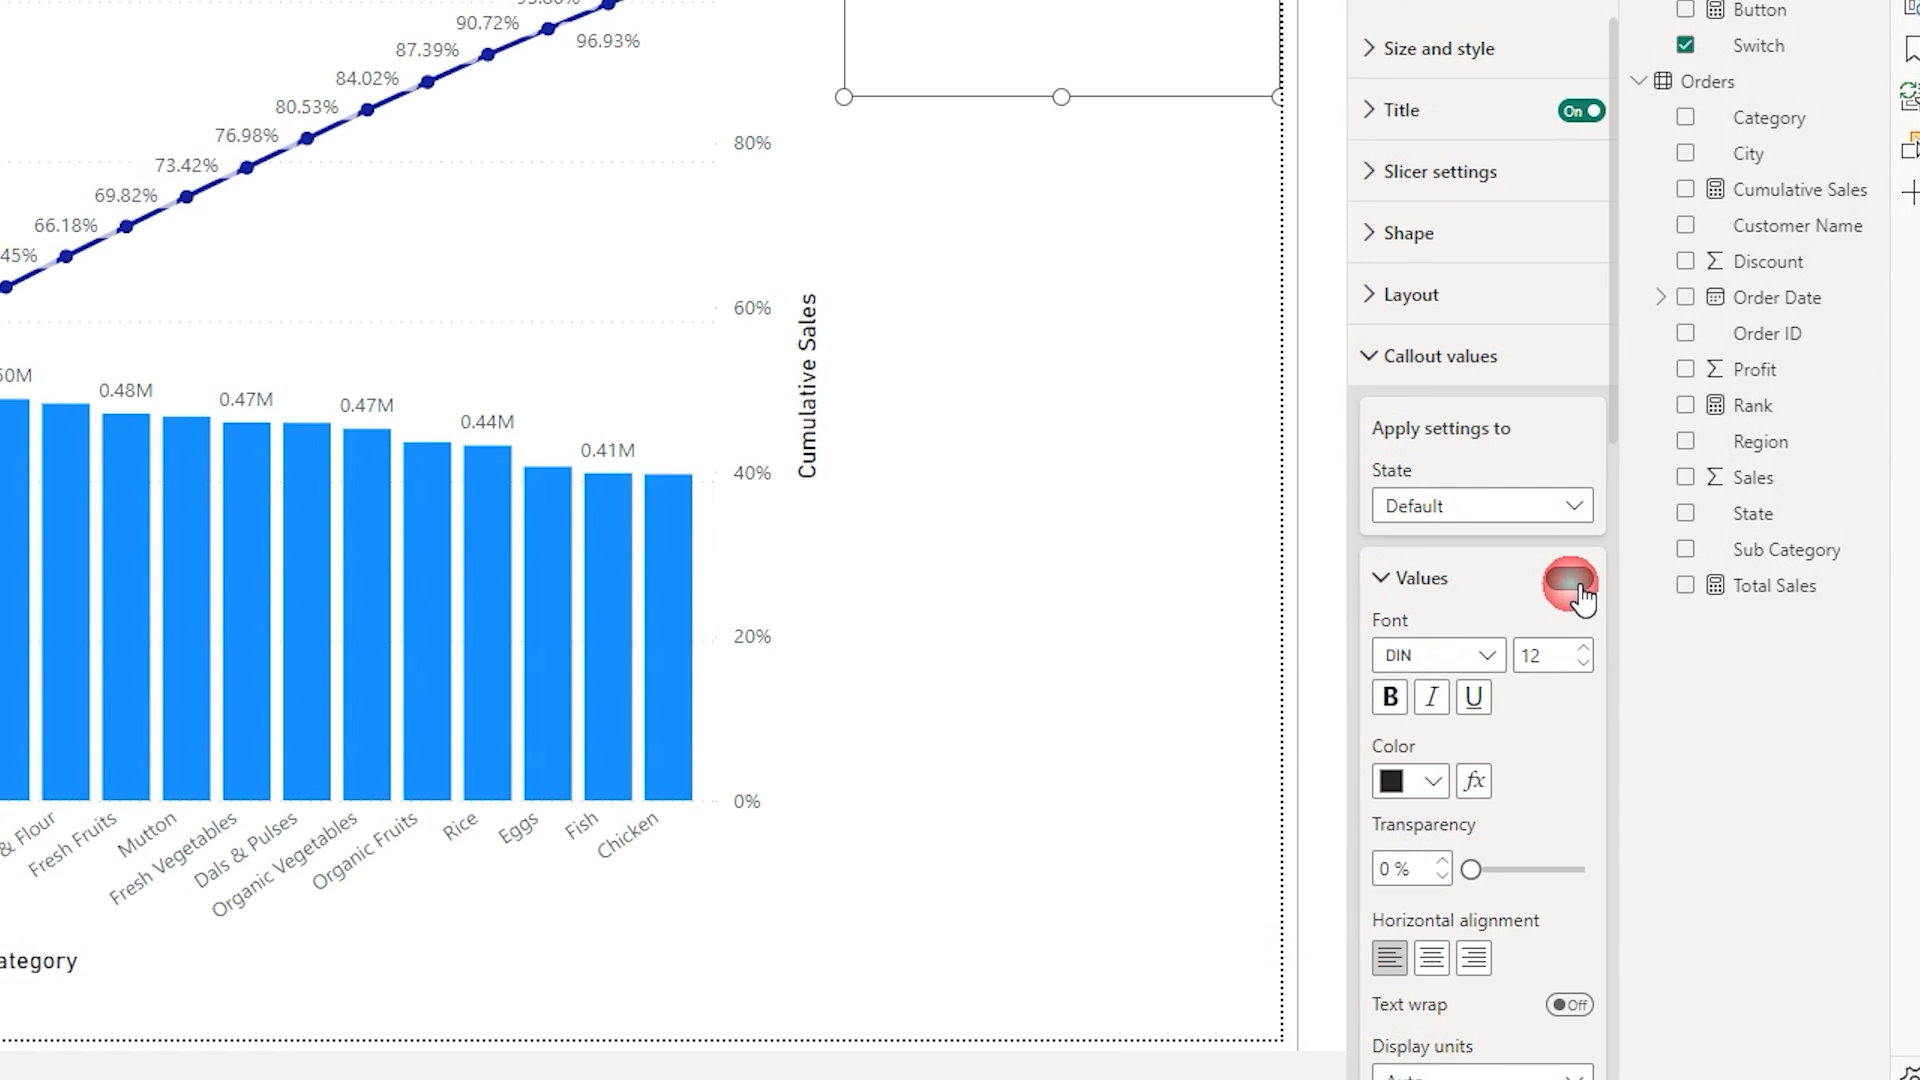 90.72%
96.93%
87.39%
84.02%
80.53%
76.98%
73.42%
69.82%
66.18%
45%
80%
60%
40%
20%
0%
Cumulative Sales
50M
0.48M
0.47M
0.47M
0.44M
0.41M
& Flour
Fresh Fruits
Mutton
Fresh Vegetables
Dals & Pulses
Organic Vegetables
Organic Fruits
Rice
Eggs
Fish
Chicken
ategory
Size and style
Title On
Slicer settings
Shape
Layout
Callout values
Apply settings to
State
Default
Values
Font
DIN 12
B I U
Color
fx
Transparency
0 %
Horizontal alignment
Text wrap Off
Display units
Button
Switch
Orders
Category
City
Cumulative Sales
Customer Name
Discount
Order Date
Order ID
Profit
Rank
Region
Sales
State
Sub Category
Total Sales